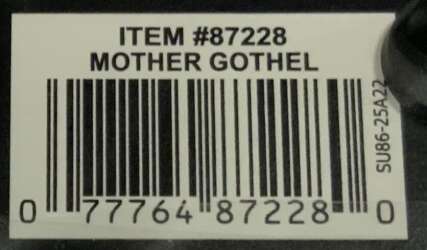 ITEM #87228
MOTHER GOTHEL
SU86-25A22
0 77764 87228 0